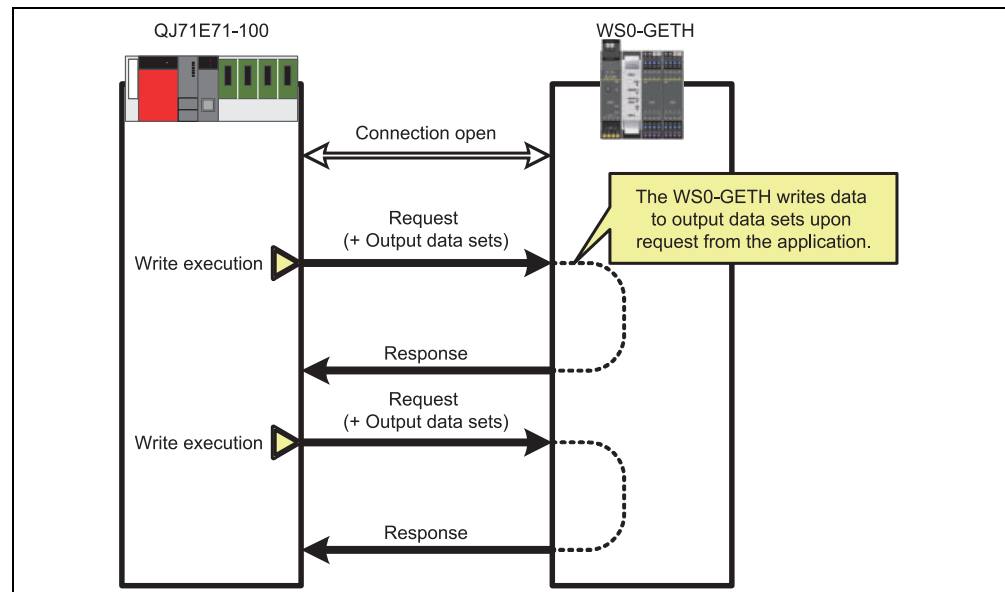 QJ71E71-100
WS0-GETH
Connection open
The WS0-GETH writes data
to output data sets upon
request from the application.
Request
(+ Output data sets)
Write execution
Response
Request
(+ Output data sets)
Write execution
Response